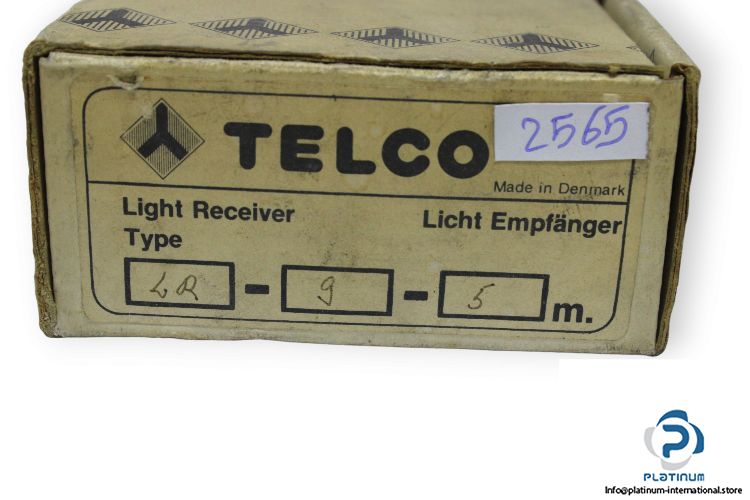 TELCO
2565
Made in Denmark
Light Receiver Licht Empfänger
Type
LR - 9 - 5 m.
PLATINUM
Info@platinum-international.store